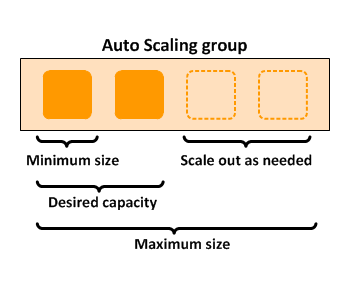 Auto Scaling group
Minimum size
Scale out as needed
Desired capacity
Maximum size